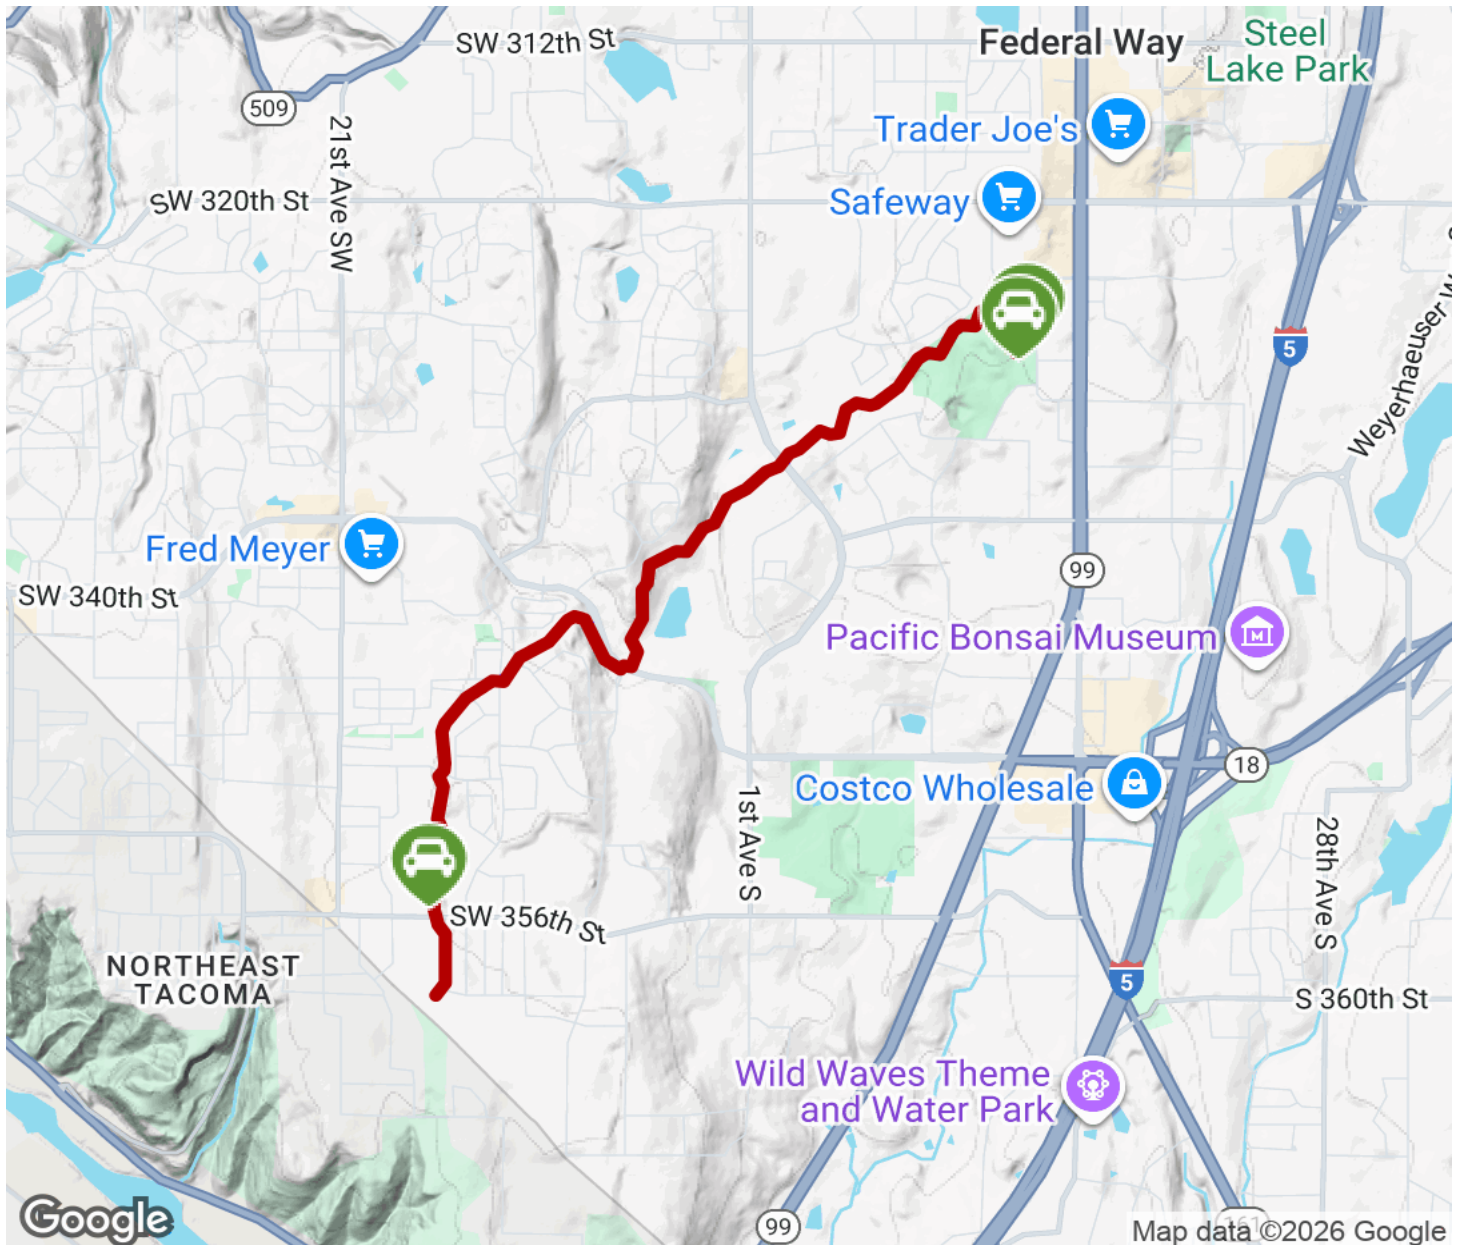 SW 312th St
Federal Way
Steel
Lake Park
509
21st Ave SW
Trader Joe's
SW 320th St
Safeway
5
Weyerhaeuser W
Fred Meyer
SW 340th St
99
Pacific Bonsai Museum
M
18
Costco Wholesale
1st Ave S
28th Ave S
SW 356th St
NORTHEAST
TACOMA
5
S 360th St
Wild Waves Theme
and Water Park
Google
99
161
Map data ©2026 Google